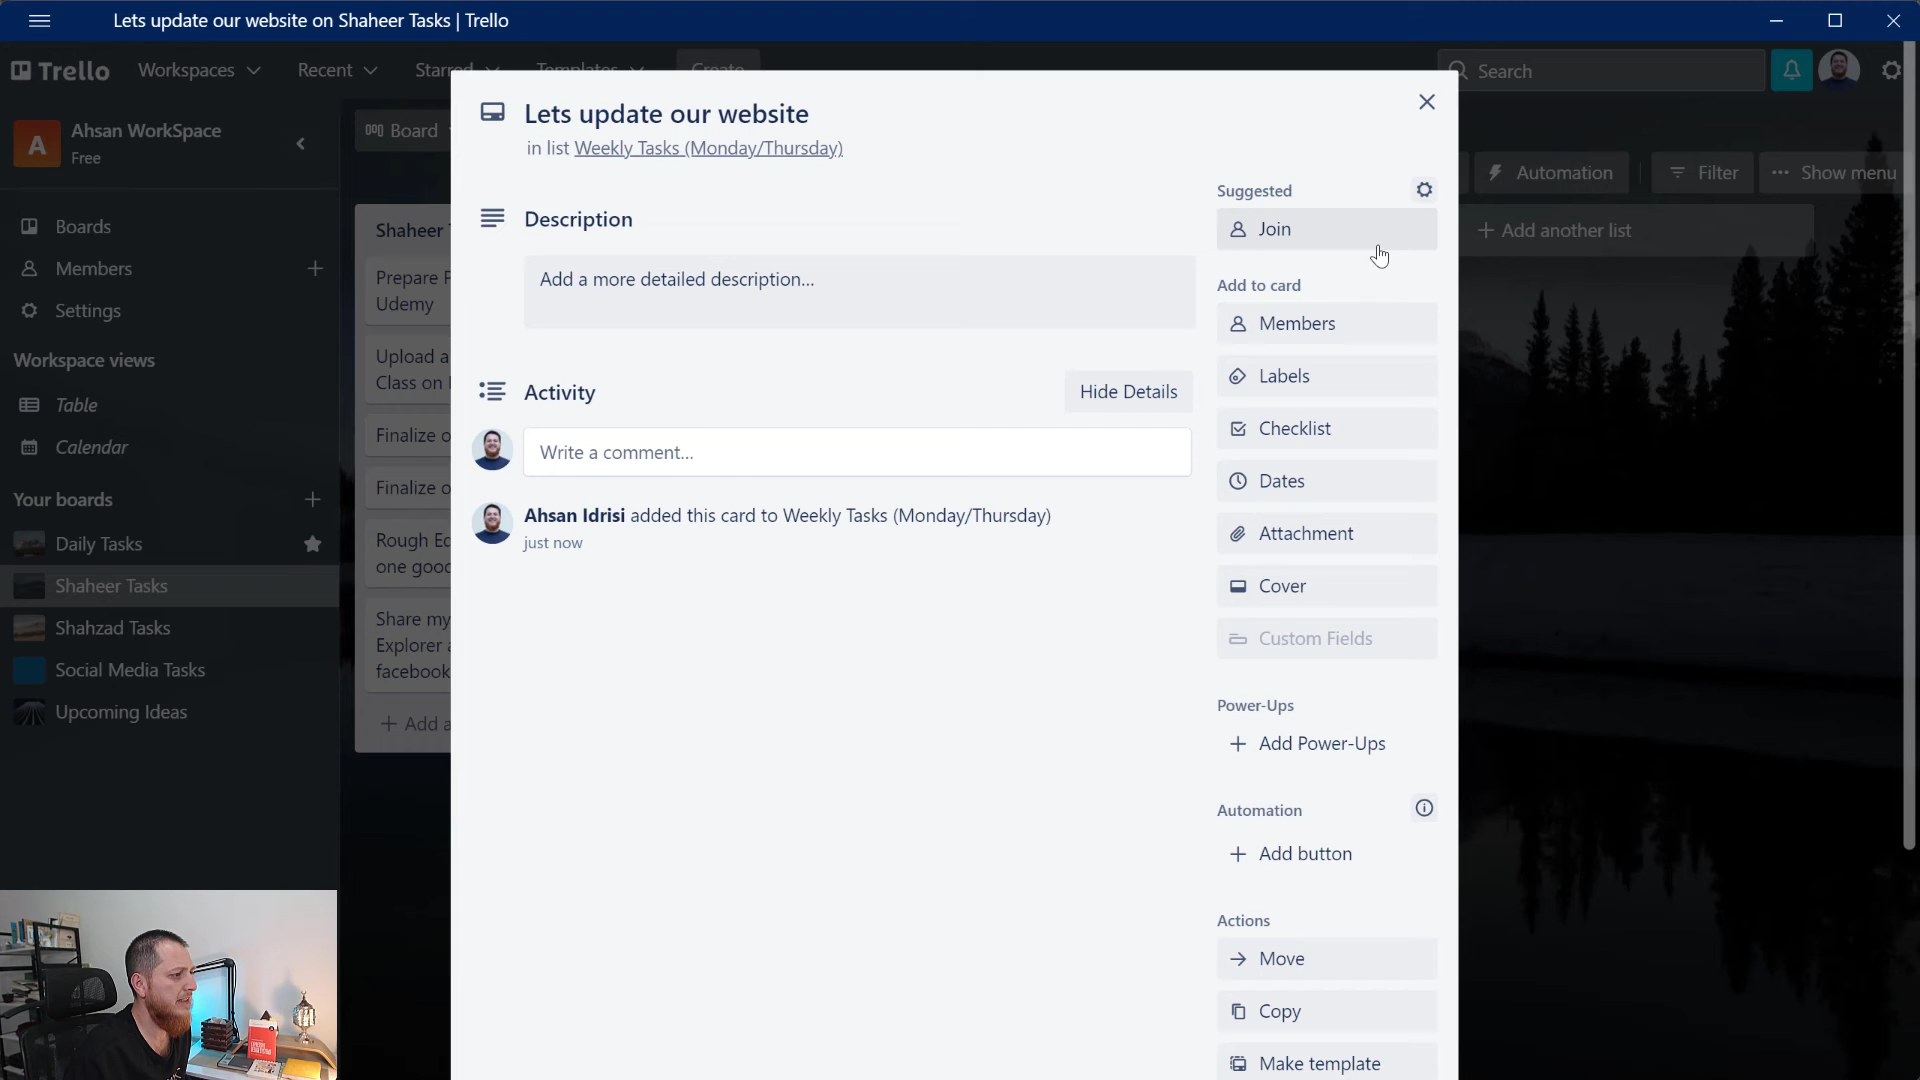 Lets update our website on Shaheer Tasks | Trello
Trello
Workspaces
Recent
Starred
Templates
Create
Search
A
Ahsan WorkSpace
Free
Boards
Members
Settings
Workspace views
Table
Calendar
Your boards
Daily Tasks
Shaheer Tasks
Shahzad Tasks
Social Media Tasks
Upcoming Ideas
Board
Automation
Filter
Show menu
Shaheer
Prepare
Udemy
Upload a
Class on
Finalize
Finalize
Rough
one good
Share my
Explorer
facebook
+ Add a
+ Add another list
Lets update our website
in list Weekly Tasks (Monday/Thursday)
Description
Add a more detailed description...
Activity
Hide Details
Write a comment...
Ahsan Idrisi added this card to Weekly Tasks (Monday/Thursday)
just now
Suggested
Join
Add to card
Members
Labels
Checklist
Dates
Attachment
Cover
Custom Fields
Power-Ups
+ Add Power-Ups
Automation
+ Add button
Actions
Move
Copy
Make template